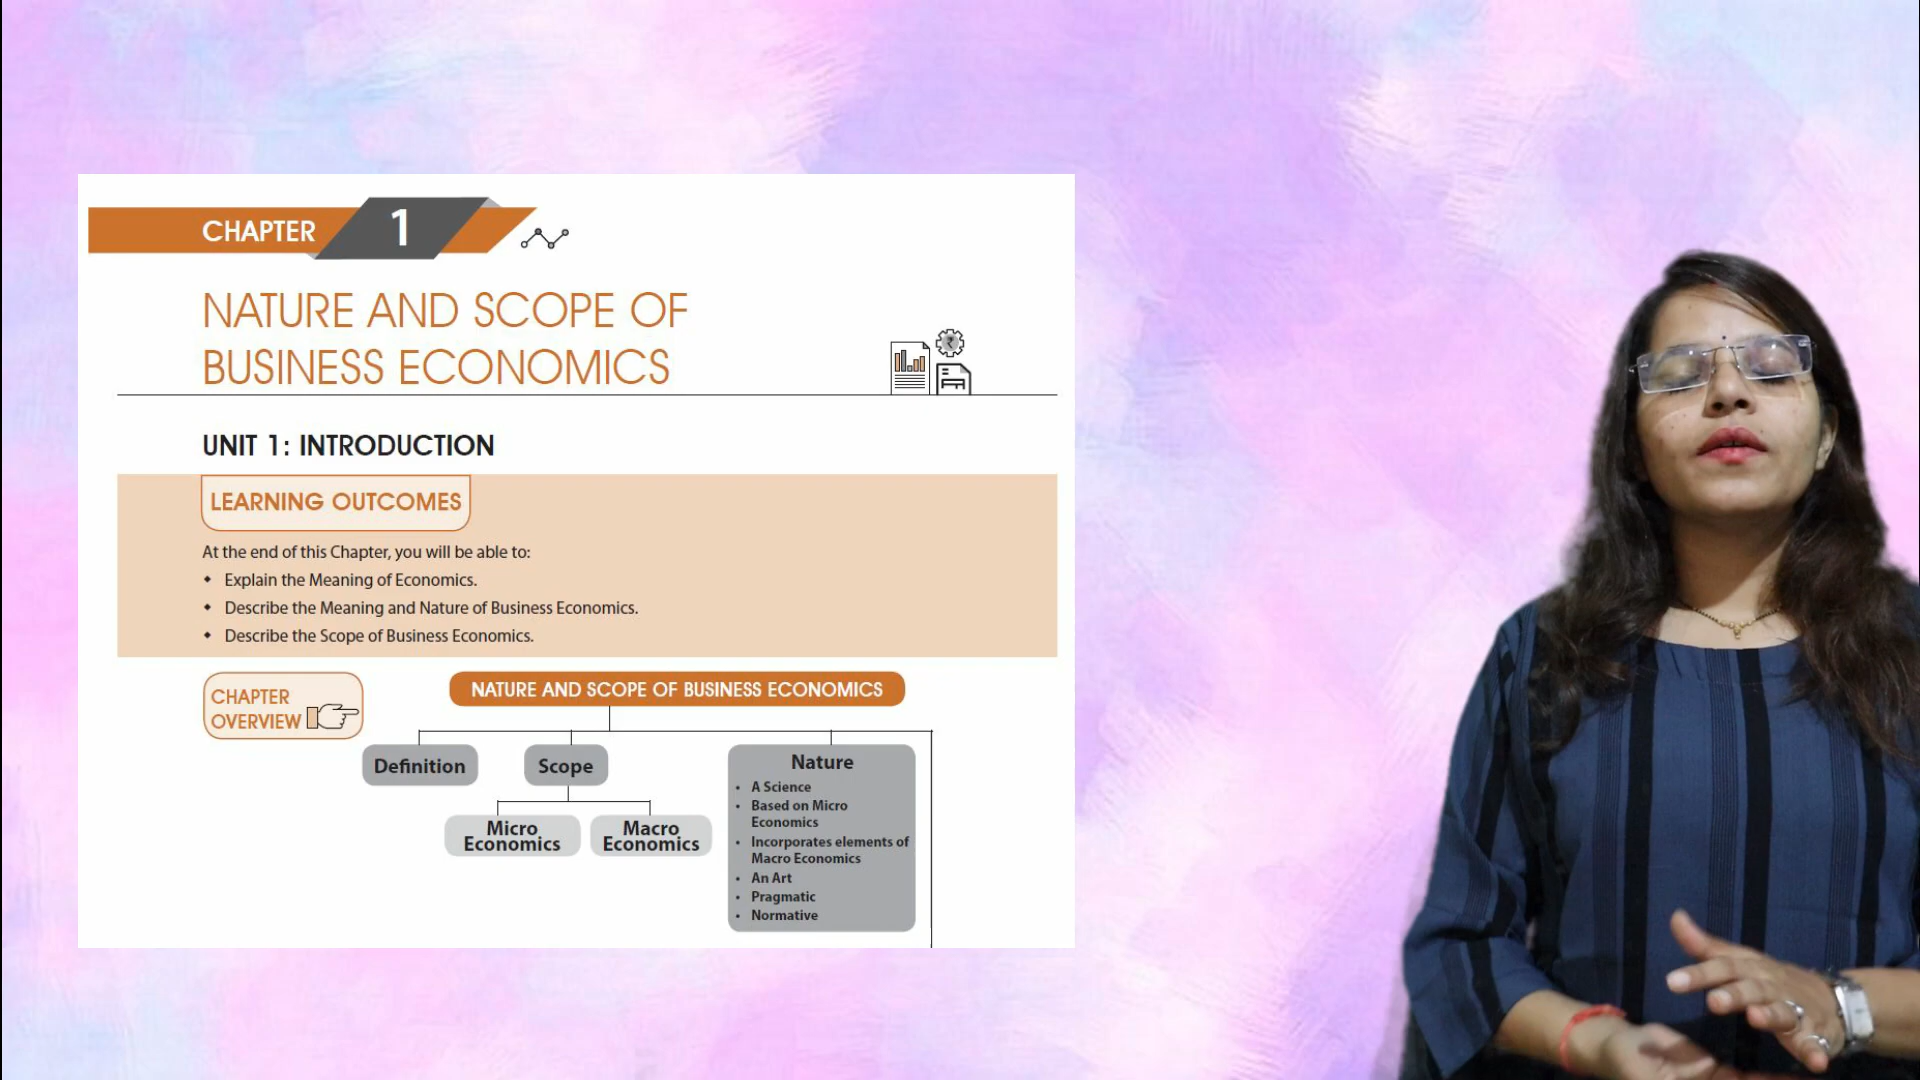 CHAPTER 1
NATURE AND SCOPE OF
BUSINESS ECONOMICS
₹
UNIT 1: INTRODUCTION
LEARNING OUTCOMES
At the end of this Chapter, you will be able to:
◆ Explain the Meaning of Economics.
◆ Describe the Meaning and Nature of Business Economics.
◆ Describe the Scope of Business Economics.
CHAPTER
OVERVIEW
NATURE AND SCOPE OF BUSINESS ECONOMICS
Definition
Scope
Micro
Economics
Macro
Economics
Nature
• A Science
• Based on Micro
Economics
• Incorporates elements of
Macro Economics
• An Art
• Pragmatic
• Normative